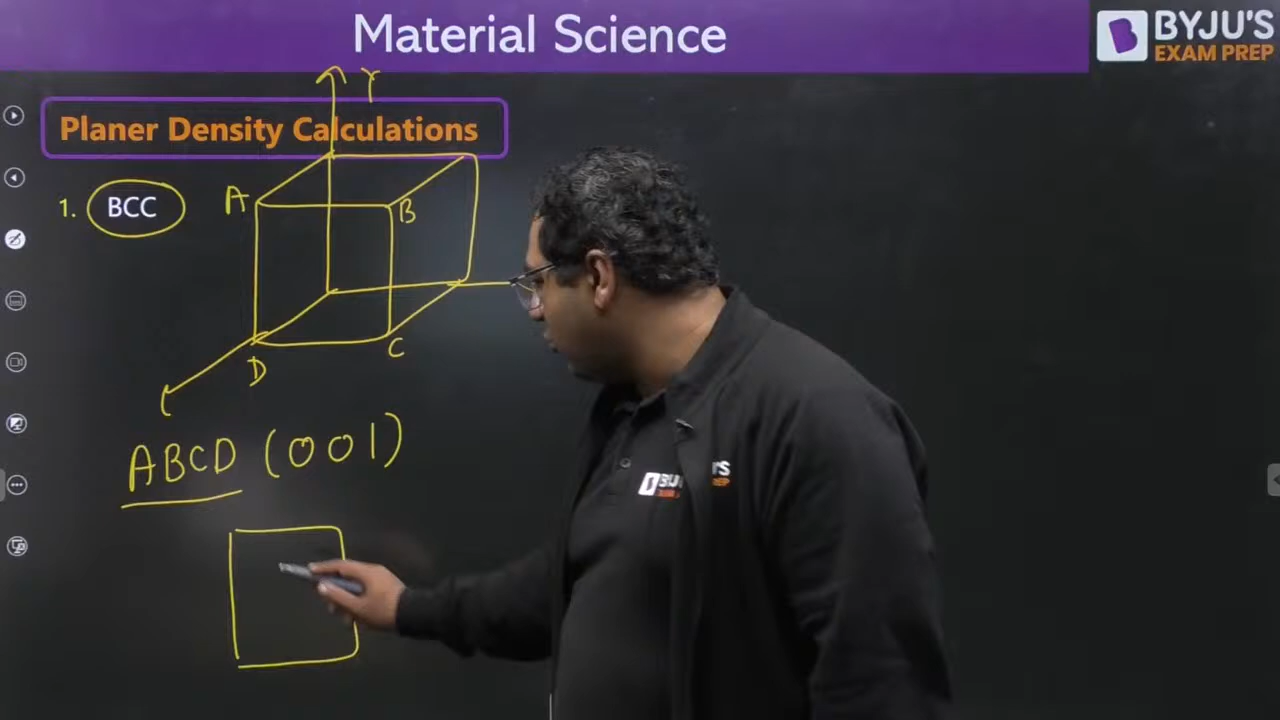 Material Science
BYJU'S
EXAM PREP
Y
Planer Density Calculations
1. BCC
A
B
C
D
ABCD (001)